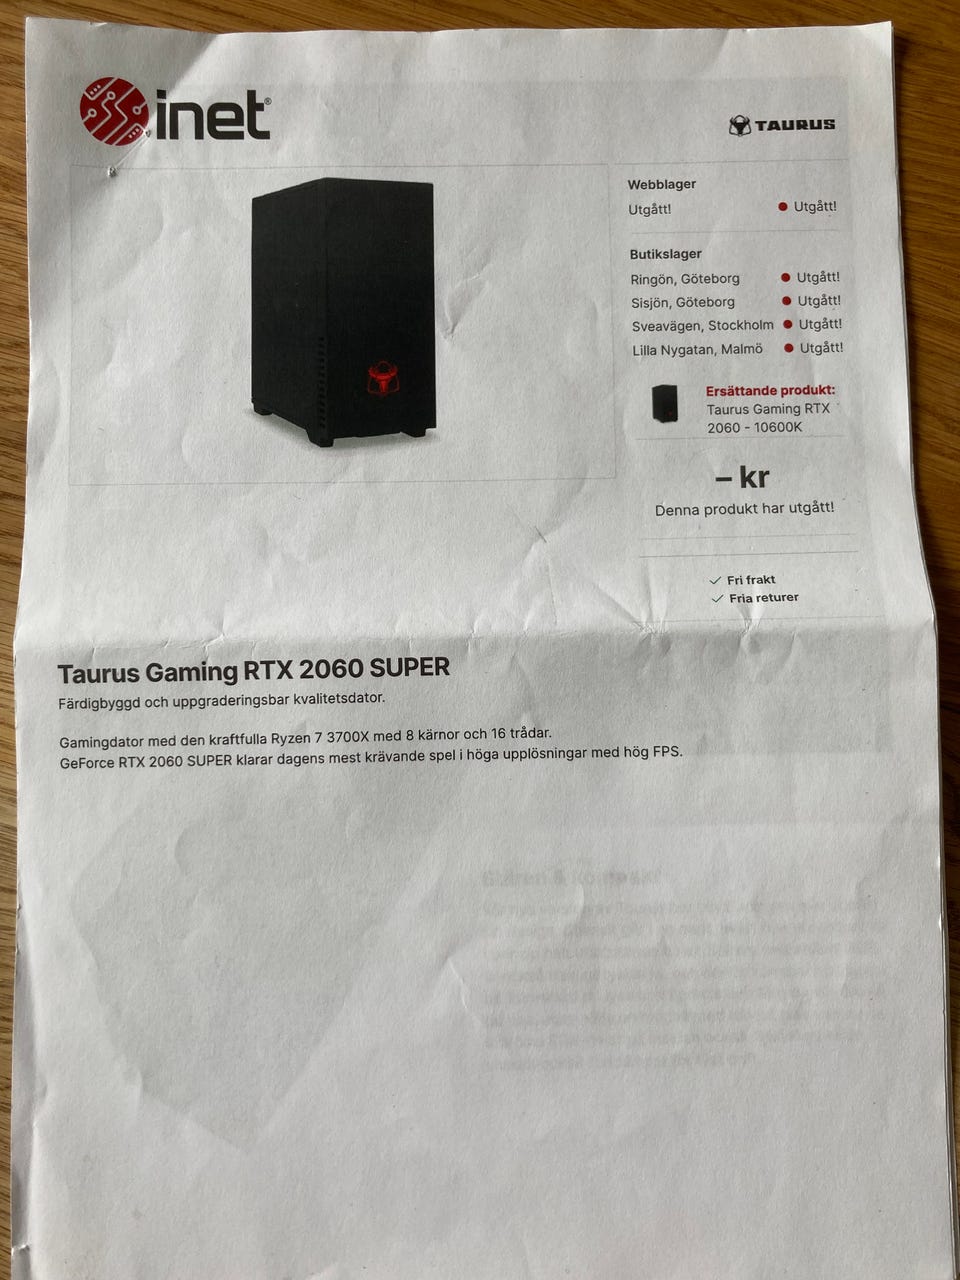 inet®
TAURUS
Webblager
Utgått! Utgått!
Butikslager
Ringön, Göteborg Utgått!
Sisjön, Göteborg Utgått!
Sveavägen, Stockholm Utgått!
Lilla Nygatan, Malmö Utgått!
Ersättande produkt:
Taurus Gaming RTX
2060 - 10600K
– kr
Denna produkt har utgått!
Fri frakt
Fria returer
Taurus Gaming RTX 2060 SUPER
Färdigbyggd och uppgraderingsbar kvalitetsdator.
Gamingdator med den kraftfulla Ryzen 7 3700X med 8 kärnor och 16 trådar.
GeForce RTX 2060 SUPER klarar dagens mest krävande spel i höga upplösningar med hög FPS.